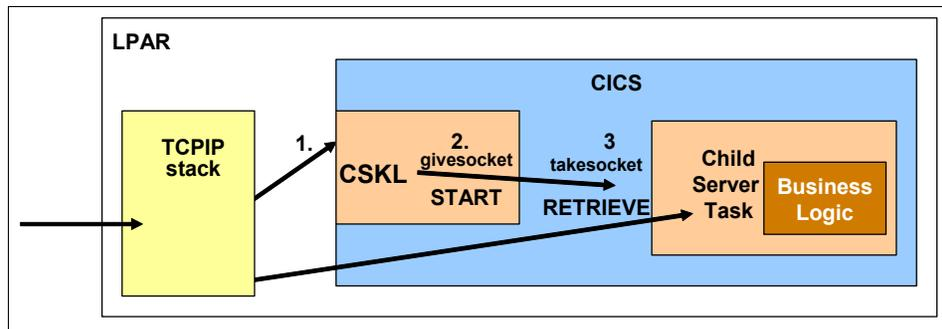 LPAR
CICS
TCPIP
stack
1.
CSKL
2.
givesocket
START
3
takesocket
RETRIEVE
Child
Server
Task
Business
Logic